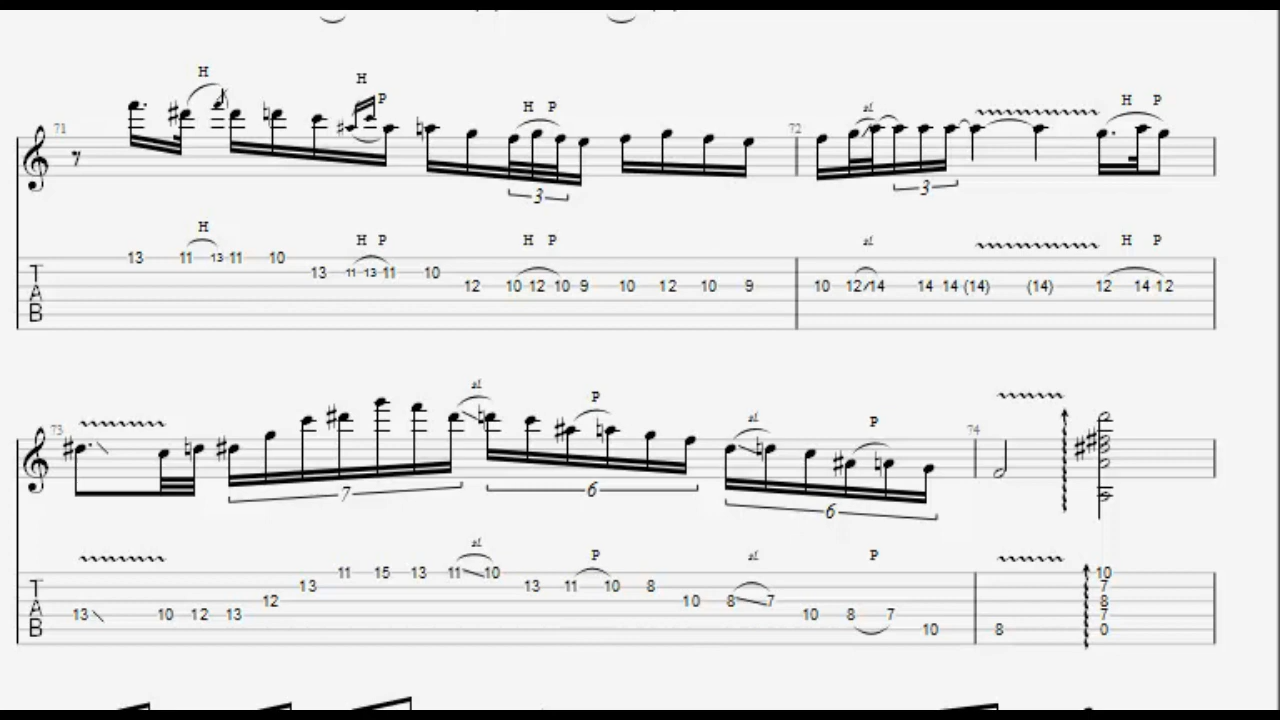 H H P H P sl H P
71 72
3 3
H H P H P sl H P
13 11 13 11 10
13 11 13 11 10
T 12 10 12 10 9 10 12 10 9 10 12 14 14 14 (14) (14) 12 14 12
A
B
sl P sl P
73 74
7 6 6
sl P sl P
11 15 13 11 10 10
T 13 13 11 10 8 7
12 10 8 7 8
A 13 10 12 13 10 8 7 7
B 10 8 0